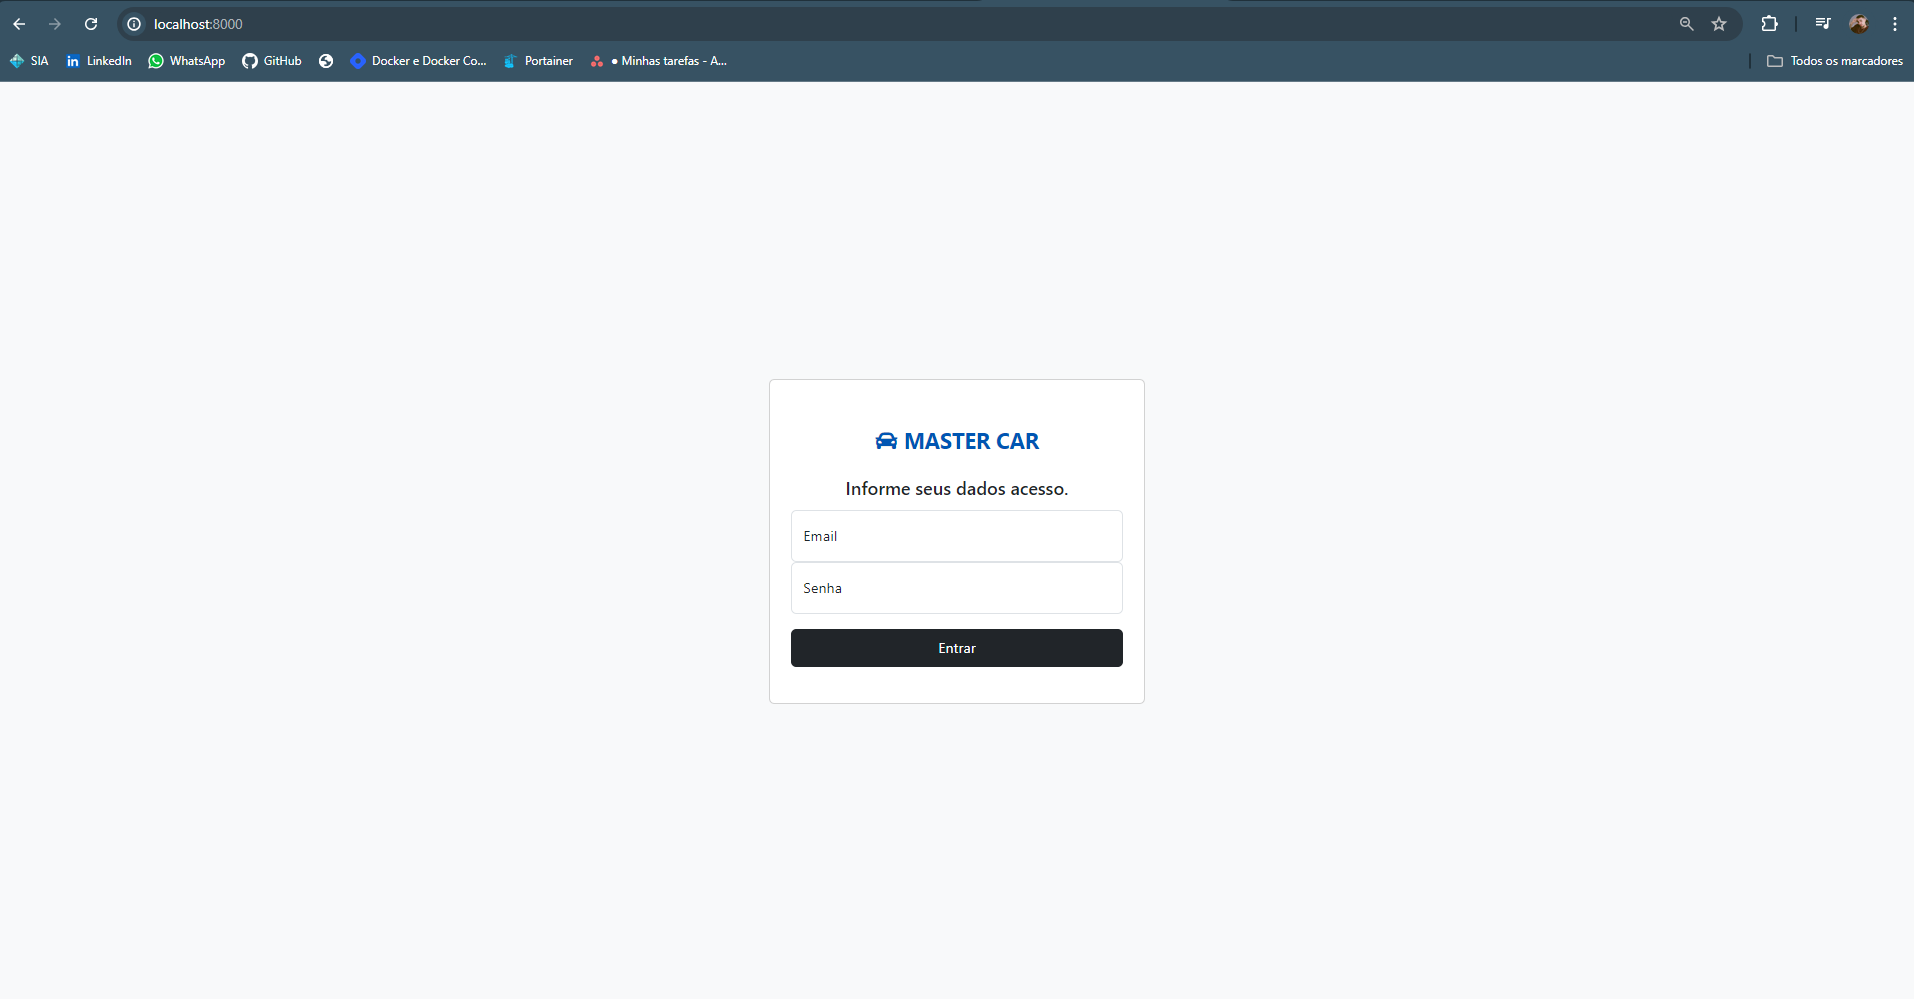 localhost:8000
SIA LinkedIn WhatsApp GitHub Docker e Docker Co... Portainer ● Minhas tarefas - A... Todos os marcadores
MASTER CAR
Informe seus dados acesso.
Email
Senha
Entrar